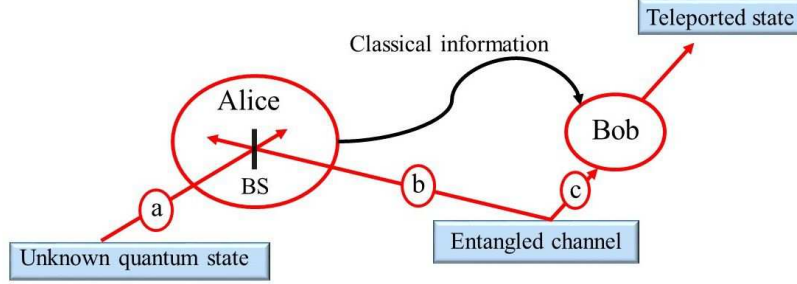 Teleported state
Classical information
Alice
Bob
BS
a
b
c
Unknown quantum state
Entangled channel